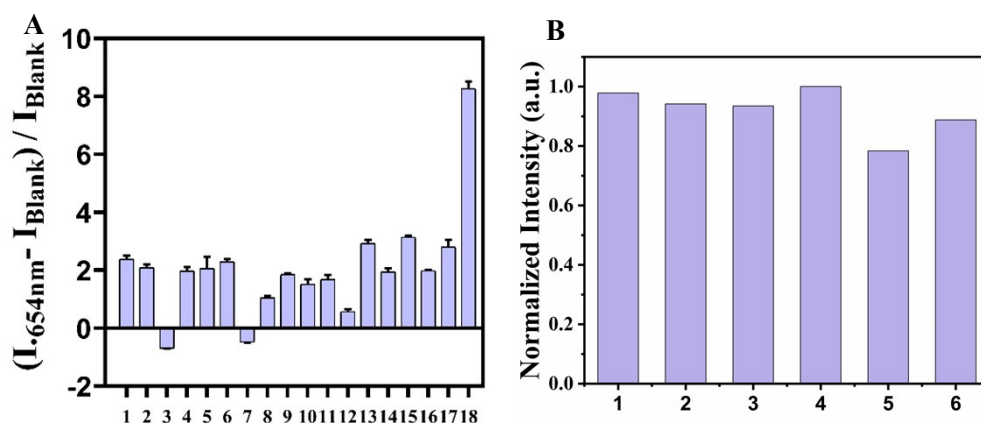 A
(I.654nm- IBlank) / IBlank
10
8
6
4
2
0
-2
1 2 3 4 5 6 7 8 9 10 11 12 13 14 15 16 17 18
B
Normalized Intensity (a.u.)
1.0
0.8
0.6
0.4
0.2
0.0
1 2 3 4 5 6